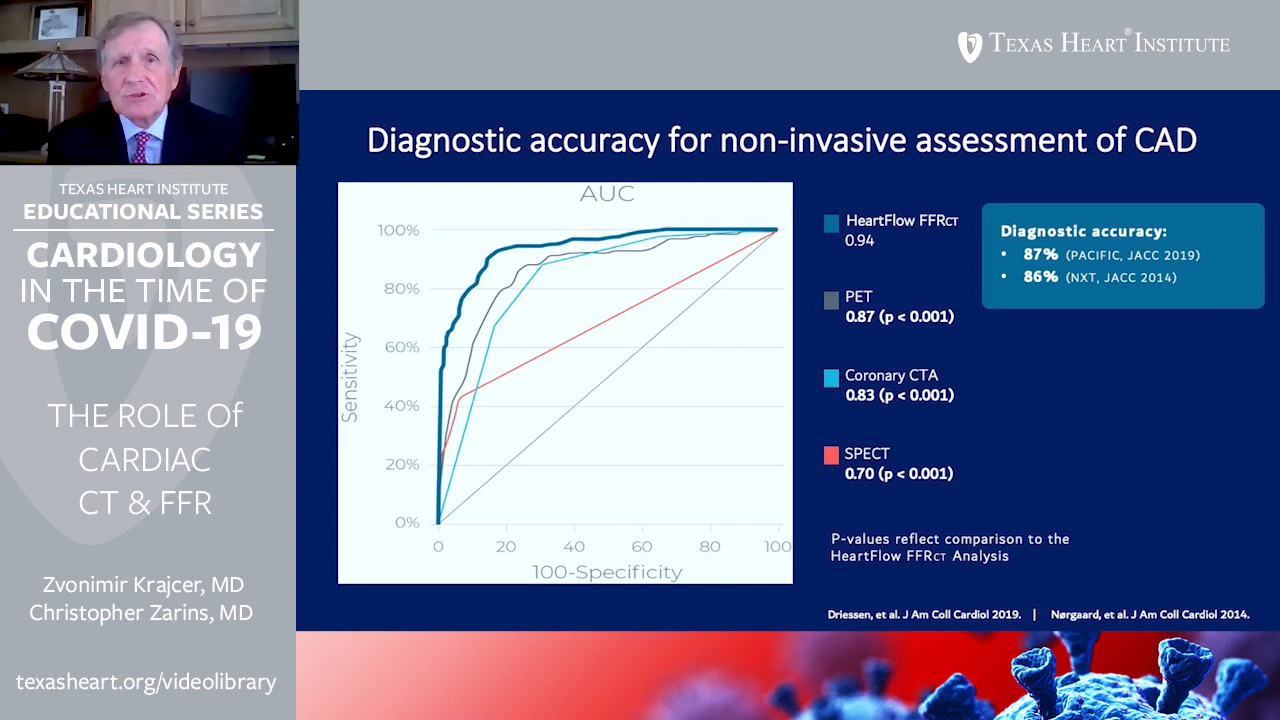 TEXAS HEART® INSTITUTE
TEXAS HEART INSTITUTE
EDUCATIONAL SERIES
CARDIOLOGY
IN THE TIME OF
COVID-19
THE ROLE Of
CARDIAC
CT & FFR
Zvonimir Krajcer, MD
Christopher Zarins, MD
texasheart.org/videolibrary
Diagnostic accuracy for non-invasive assessment of CAD
AUC
100%
80%
60%
40%
20%
0%
Sensitivity
0 20 40 60 80 100
100-Specificity
HeartFlow FFRCT
0.94
PET
0.87 (p < 0.001)
Coronary CTA
0.83 (p < 0.001)
SPECT
0.70 (p < 0.001)
Diagnostic accuracy:
• 87% (PACIFIC, JACC 2019)
• 86% (NXT, JACC 2014)
P-values reflect comparison to the
HeartFlow FFRCT Analysis
Driessen, et al. J Am Coll Cardiol 2019. | Nørgaard, et al. J Am Coll Cardiol 2014.